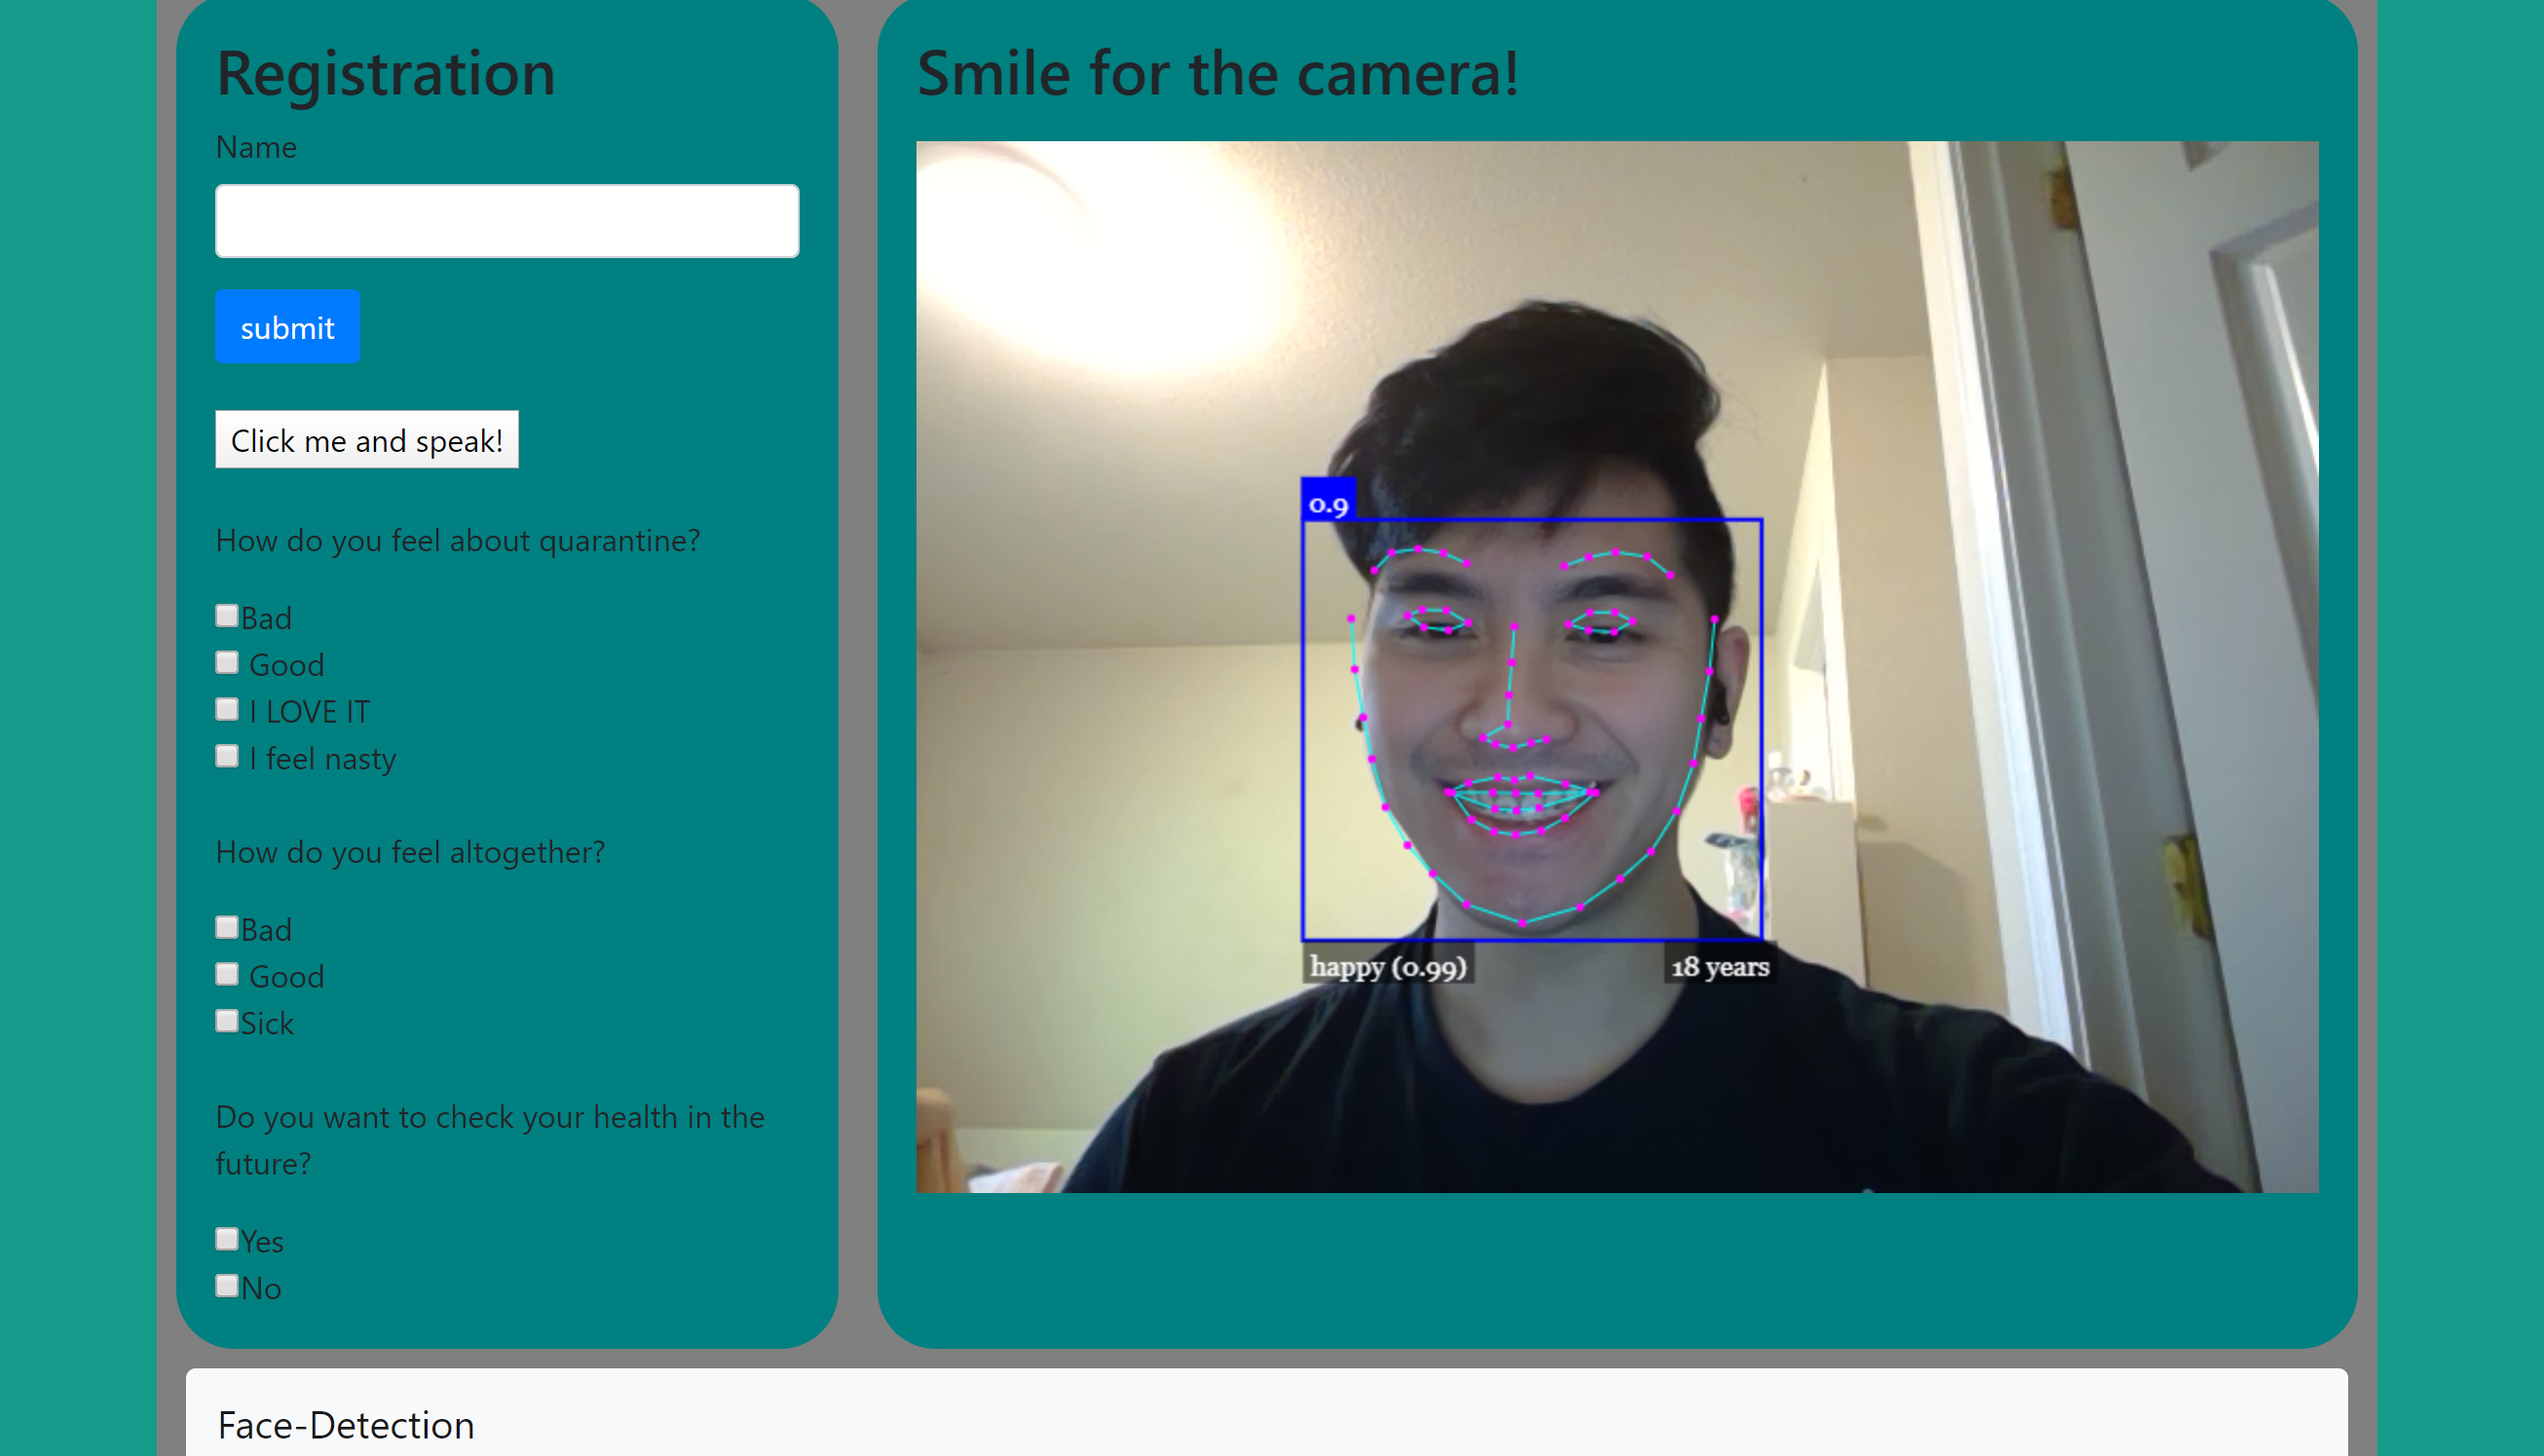 Registration
Name
submit
Click me and speak!
How do you feel about quarantine?
Bad
Good
I LOVE IT
I feel nasty
How do you feel altogether?
Bad
Good
Sick
Do you want to check your health in the
future?
Yes
No
Smile for the camera!
0.9
happy (0.99)
18 years
Face-Detection